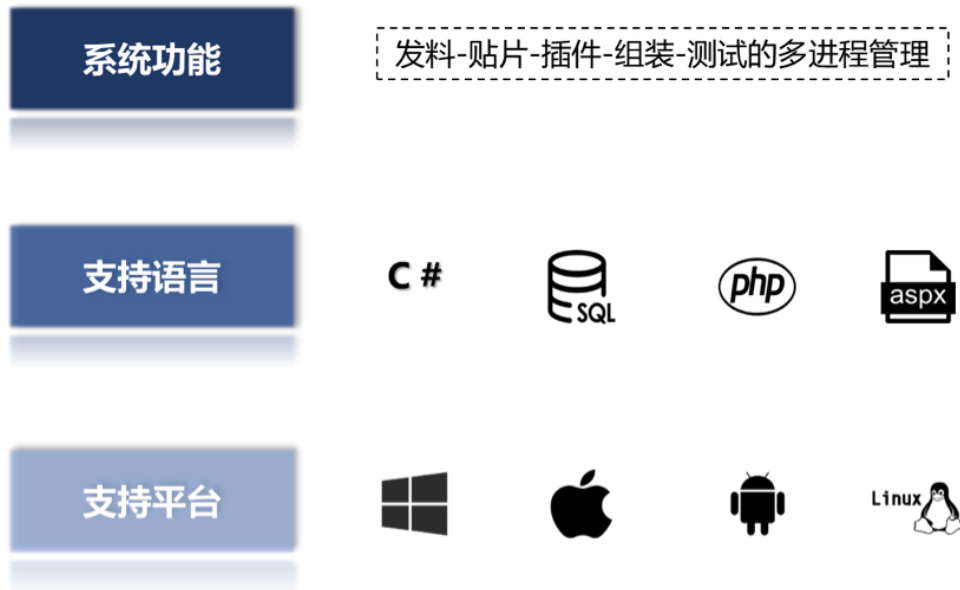 系统功能
发料-贴片-插件-组装-测试的多进程管理
支持语言
C #
SQL
php
aspx
支持平台
Linux